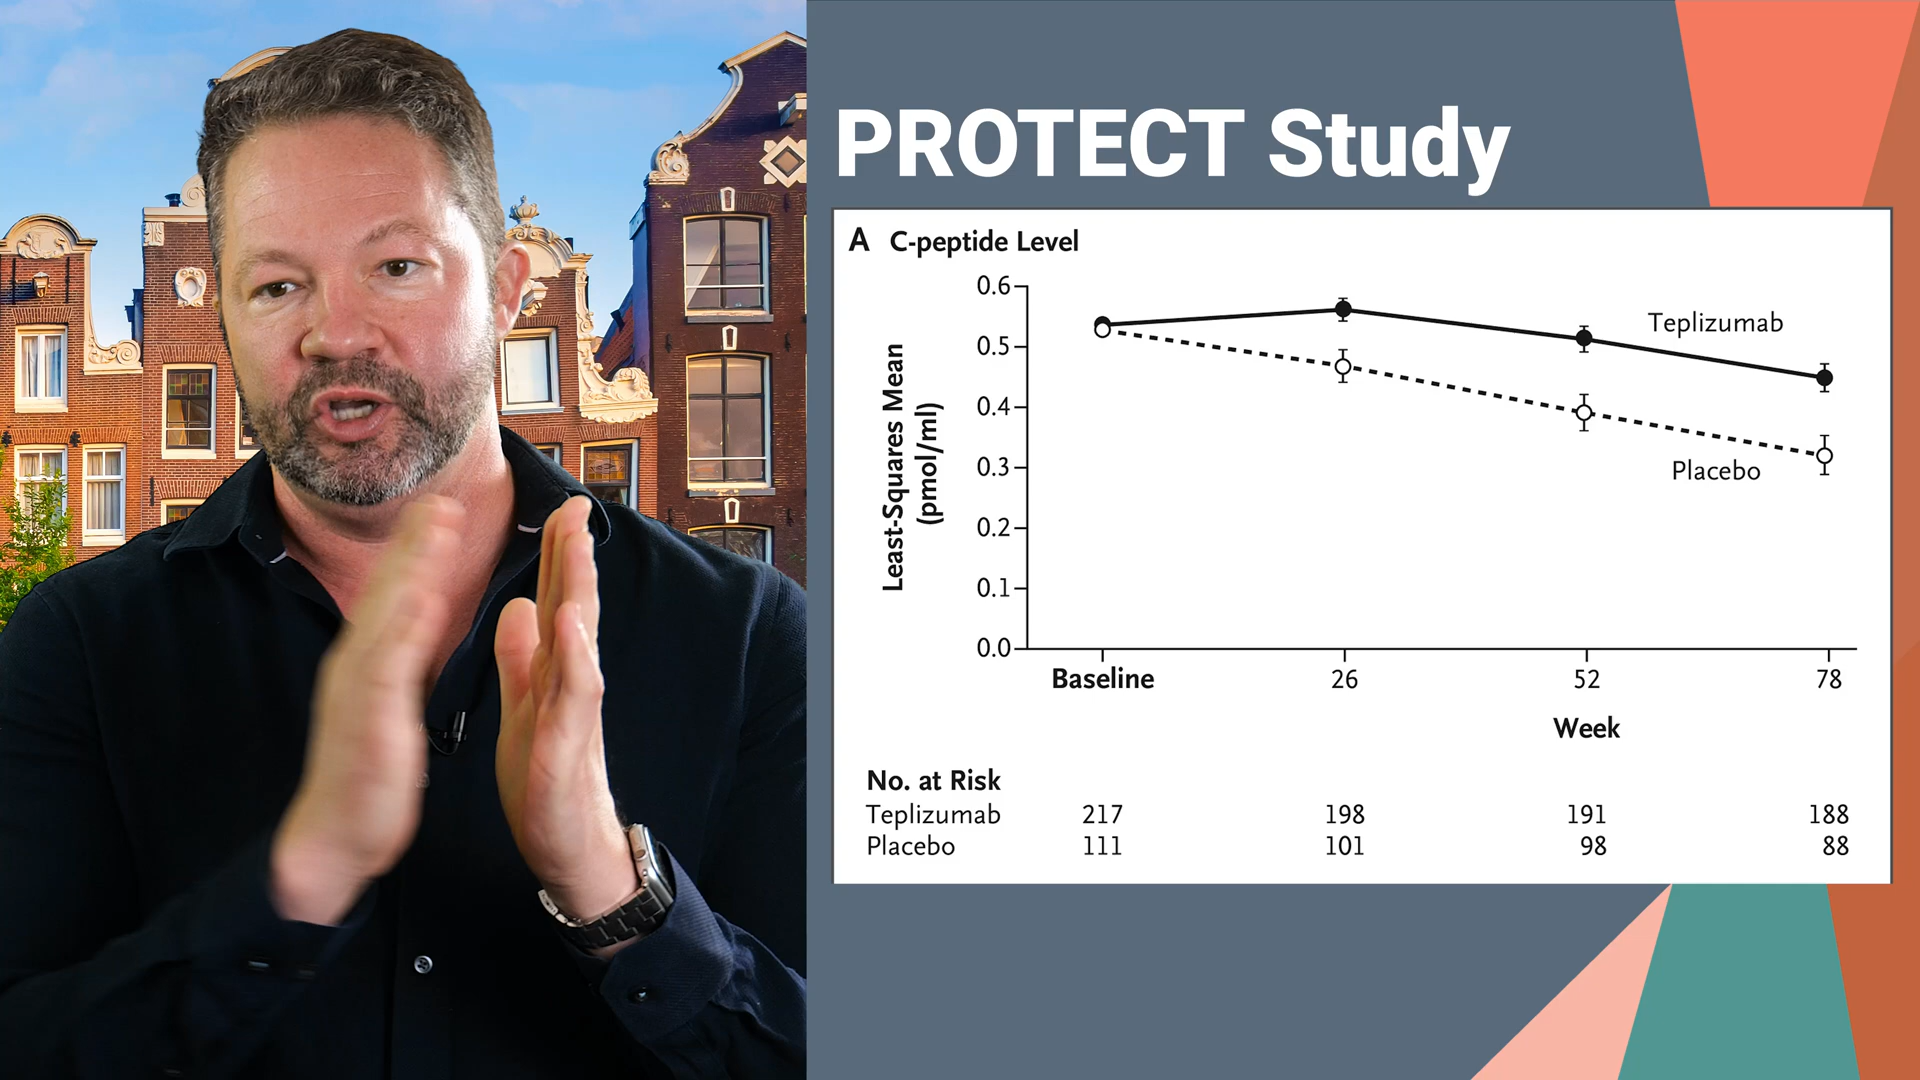 PROTECT Study
A C-peptide Level
Least-Squares Mean
(pmol/ml)
0.6
0.5
0.4
0.3
0.2
0.1
0.0
Teplizumab
Placebo
Baseline 26 52 78
Week
No. at Risk
Teplizumab 217 198 191 188
Placebo 111 101 98 88